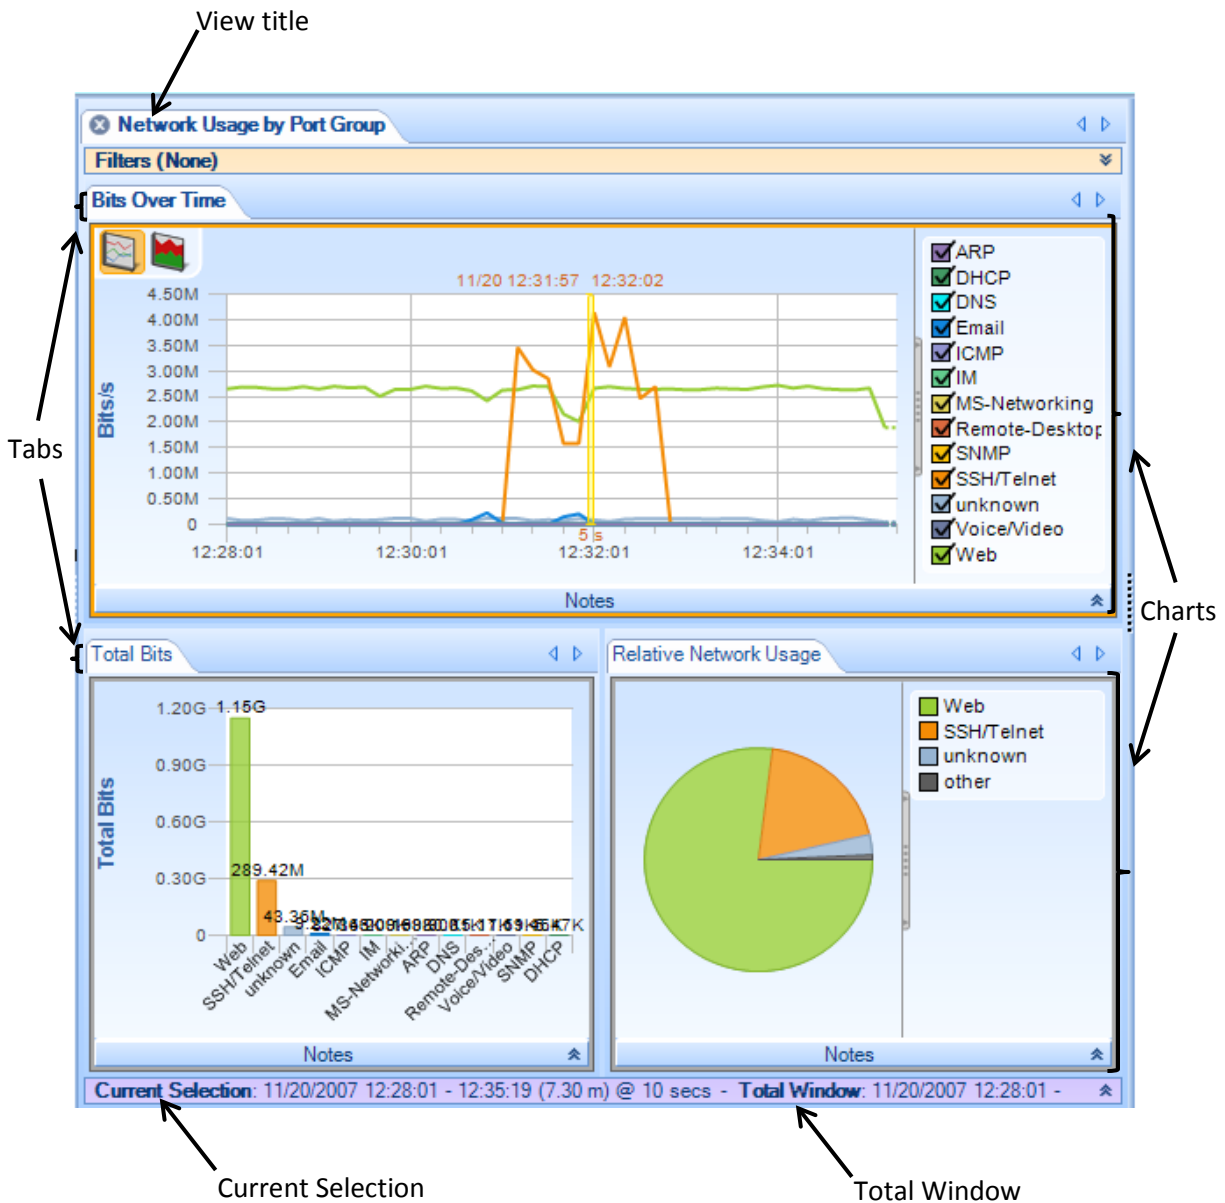 View title
Network Usage by Port Group
Filters (None)
Bits Over Time
11/20 12:31:57 12:32:02
4.50M
4.00M
3.50M
3.00M
2.50M
2.00M
1.50M
1.00M
0.50M
0
Bits/s
5 s
12:28:01 12:30:01 12:32:01 12:34:01
ARP
DHCP
DNS
Email
ICMP
IM
MS-Networking
Remote-Desktop
SNMP
SSH/Telnet
unknown
Voice/Video
Web
Notes
Tabs
Charts
Total Bits
1.20G
0.90G
0.60G
0.30G
0
Total Bits
1.15G
289.42M
43.36M
Web
SSH/Telnet
unknown
Email
ICMP
IM
MS-Networki...
ARP
DNS
Remote-Des...
Voice/Video
SNMP
DHCP
Notes
Relative Network Usage
Web
SSH/Telnet
unknown
other
Notes
Current Selection: 11/20/2007 12:28:01 - 12:35:19 (7.30 m) @ 10 secs - Total Window: 11/20/2007 12:28:01 -
Current Selection
Total Window